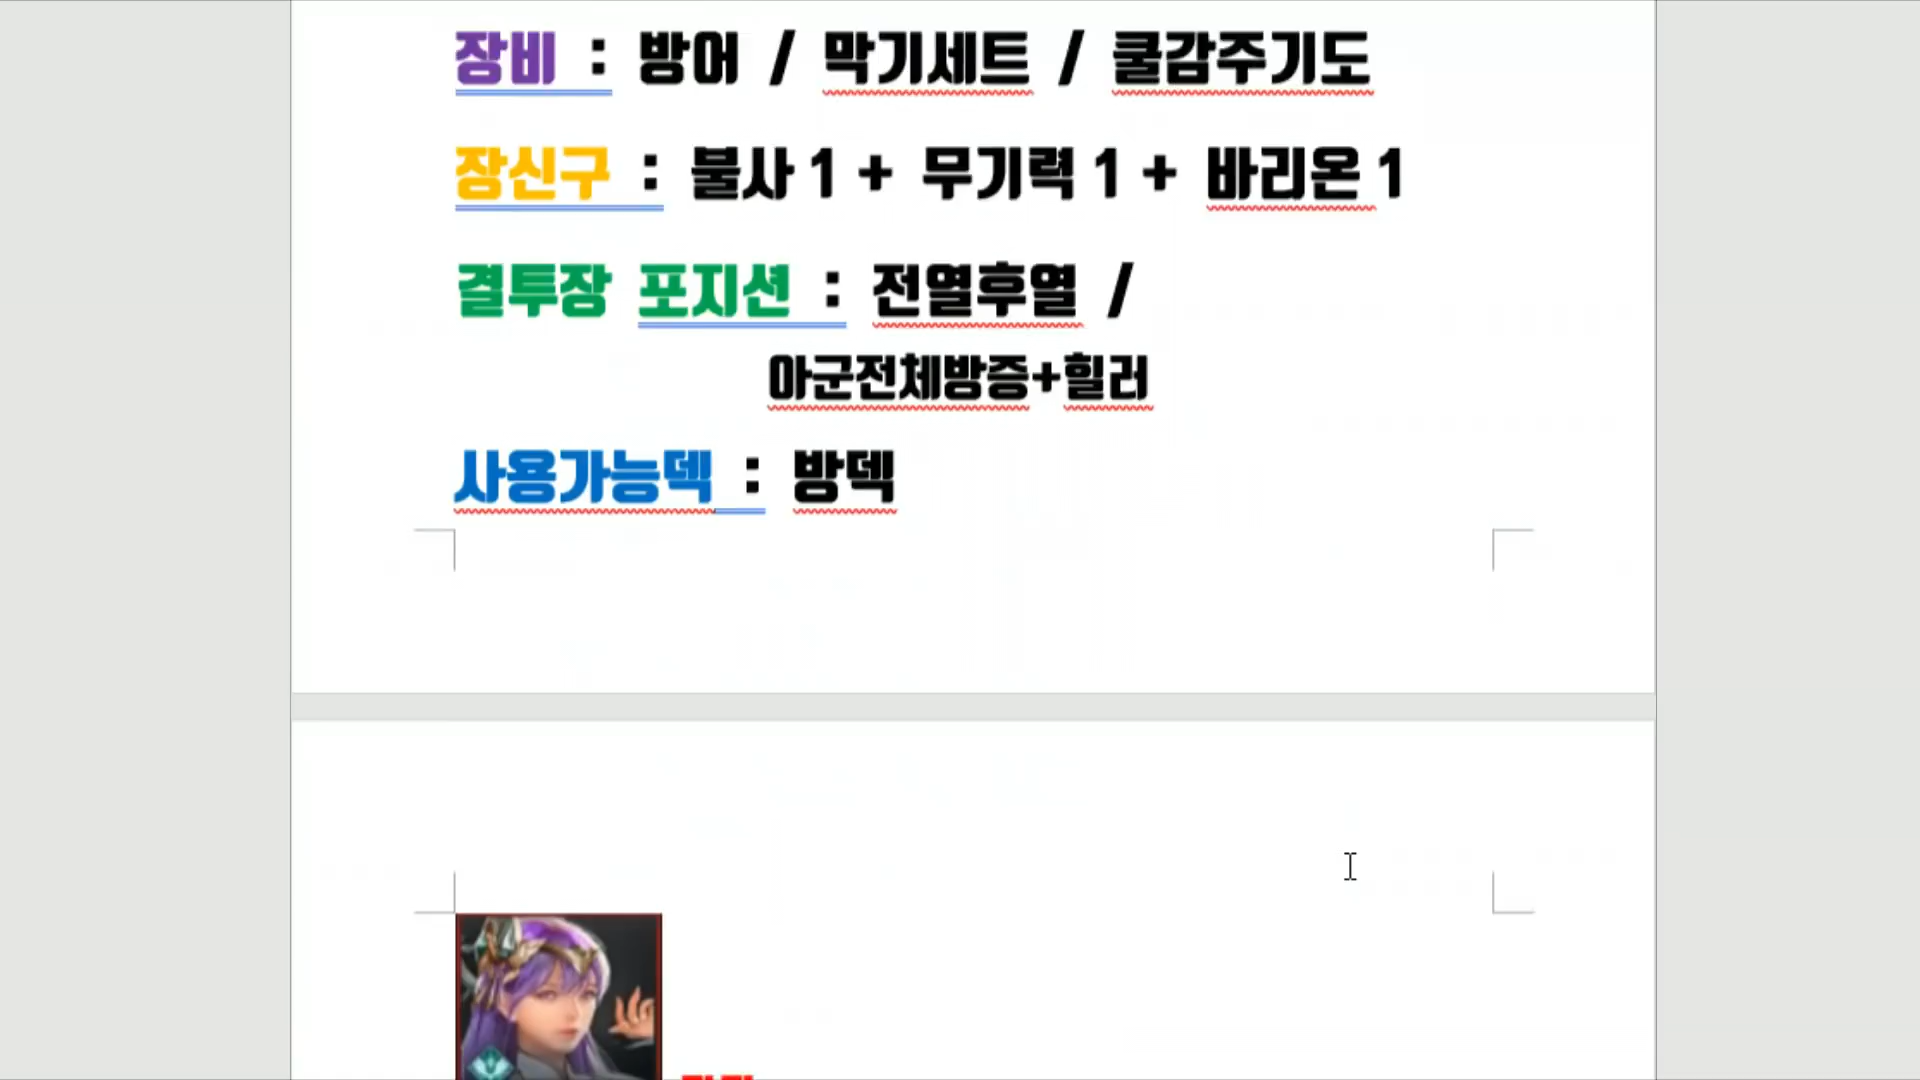 장비 : 방어 / 막기세트 / 쿨감주기도
장신구 : 불사 1 + 무기력 1 + 바리온 1
결투장 포지션 : 전열후열 /
아군전체방증+힐러
사용가능덱 : 방덱